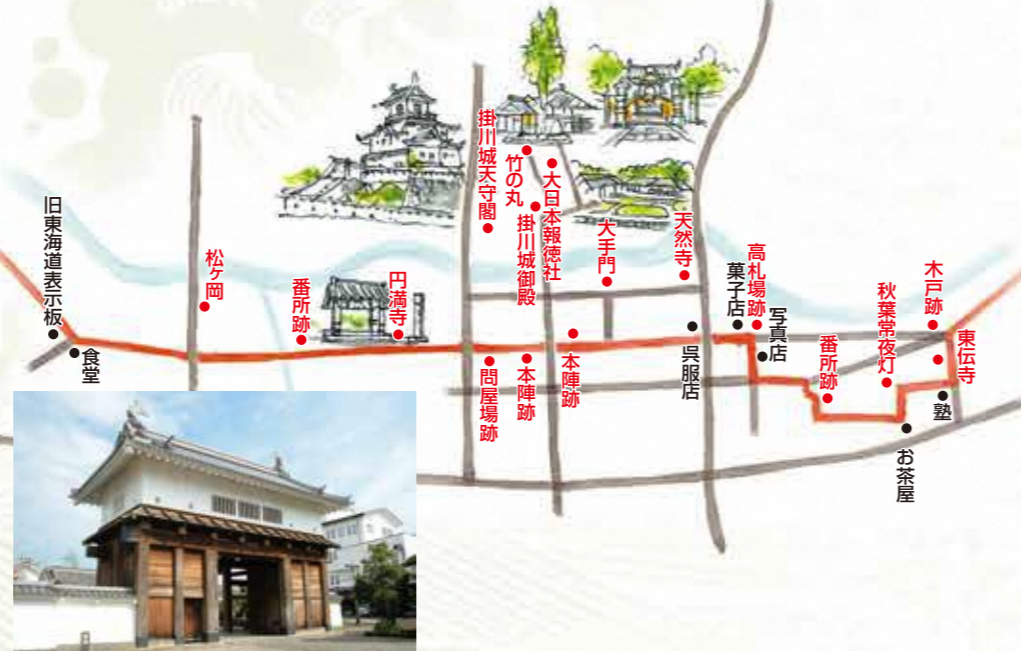 旧東海道表示板
食堂
松ヶ岡
番所跡
円満寺
掛川城天守閣
竹の丸
掛川城御殿
大日本報徳社
大手門
天然寺
高札場跡
菓子店
写真店
呉服店
問屋場跡
本陣跡
本陣跡
番所跡
秋葉常夜灯
木戸跡
東伝寺
塾
お茶屋